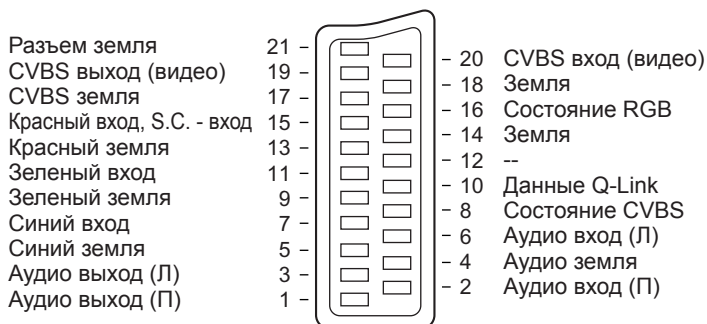 Разъем земля 21 –
CVBS выход (видео) 19 –
CVBS земля 17 –
Красный вход, S.C. - вход 15 –
Красный земля 13 –
Зеленый вход 11 –
Зеленый земля 9 –
Синий вход 7 –
Синий земля 5 –
Аудио выход (Л) 3 –
Аудио выход (П) 1 –
– 20 CVBS вход (видео)
– 18 Земля
– 16 Состояние RGB
– 14 Земля
– 12 --
– 10 Данные Q-Link
– 8 Состояние CVBS
– 6 Аудио вход (Л)
– 4 Аудио земля
– 2 Аудио вход (П)